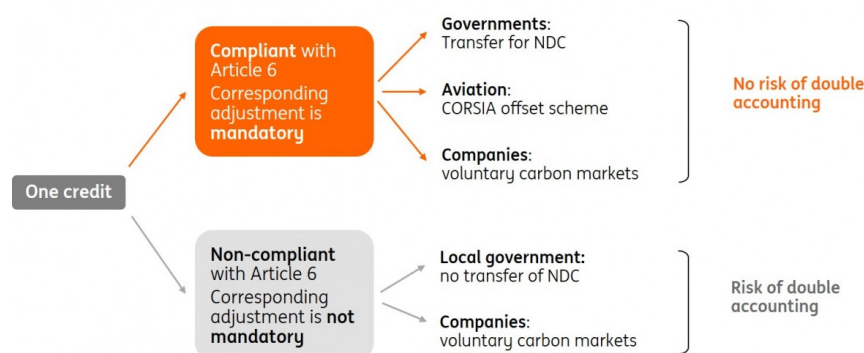 One credit
Compliant with
Article 6
Corresponding
adjustment is
mandatory
Governments:
Transfer for NDC
Aviation:
CORSIA offset scheme
Companies:
voluntary carbon markets
No risk of double
accounting
Non-compliant
with Article 6
Corresponding
adjustment is not
mandatory
Local government:
no transfer of NDC
Companies:
voluntary carbon markets
Risk of double
accounting